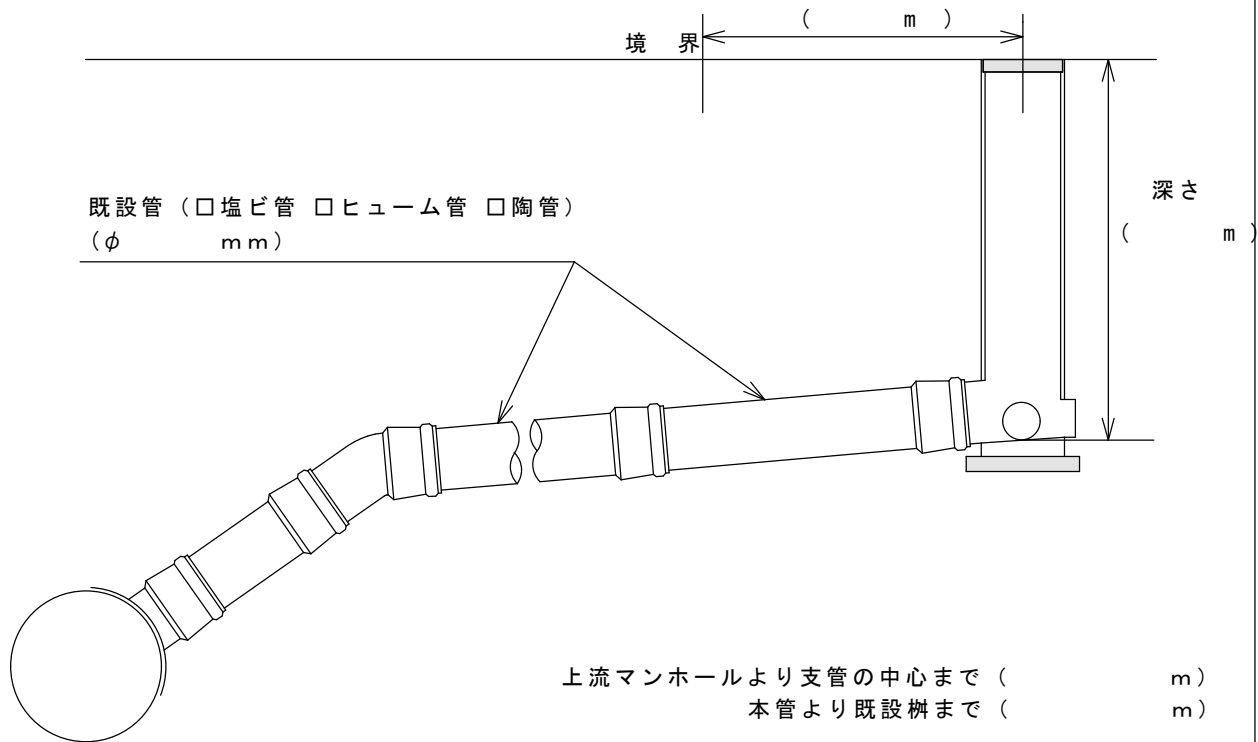 （　　　ｍ　）
境　界
深さ
（　　　ｍ　）
既設管（□塩ビ管　□ヒューム管　□陶管）
（φ　　　ｍｍ）
上流マンホールより支管の中心まで（　　　　　ｍ）
本管より既設桝まで（　　　　　ｍ）